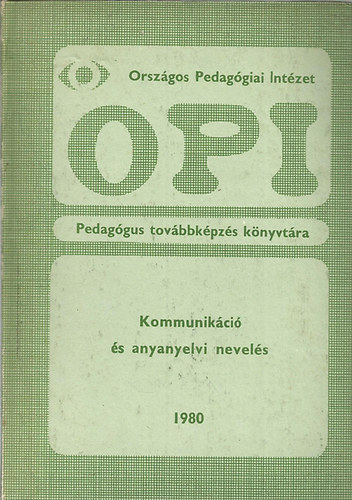 Országos Pedagógiai Intézet
OPI
Pedagógus továbbképzés könyvtára
Kommunikáció
és anyanyelvi nevelés
1980